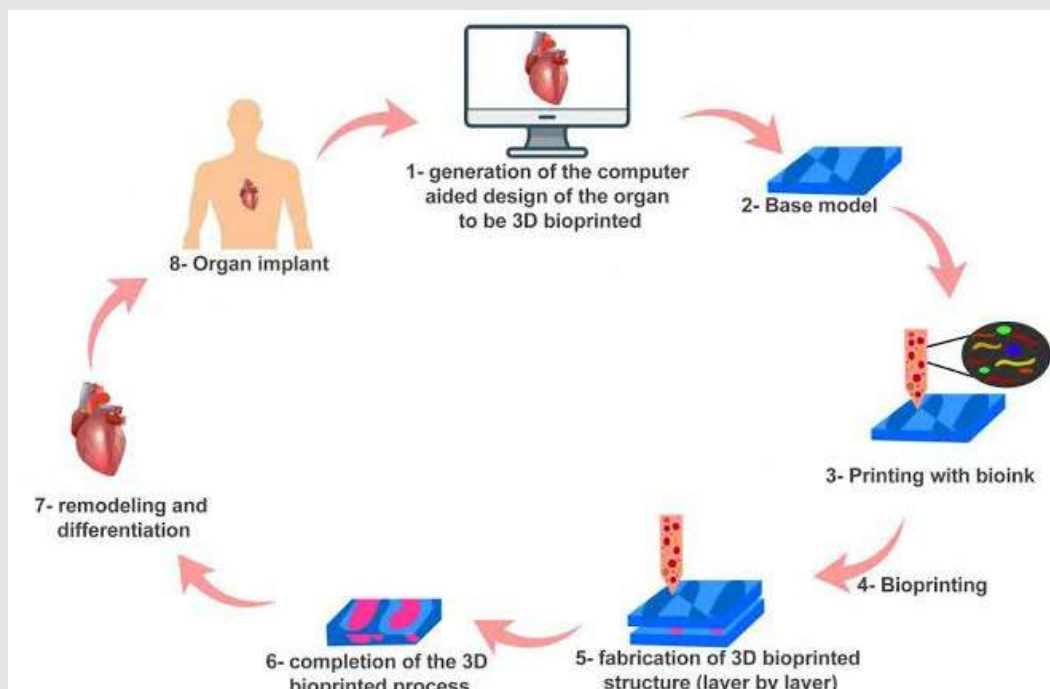 1- generation of the computer
aided design of the organ
to be 3D bioprinted
2- Base model
3- Printing with bioink
4- Bioprinting
5- fabrication of 3D bioprinted
structure (layer by layer)
6- completion of the 3D
bioprinted process
7- remodeling and
differentiation
8- Organ implant